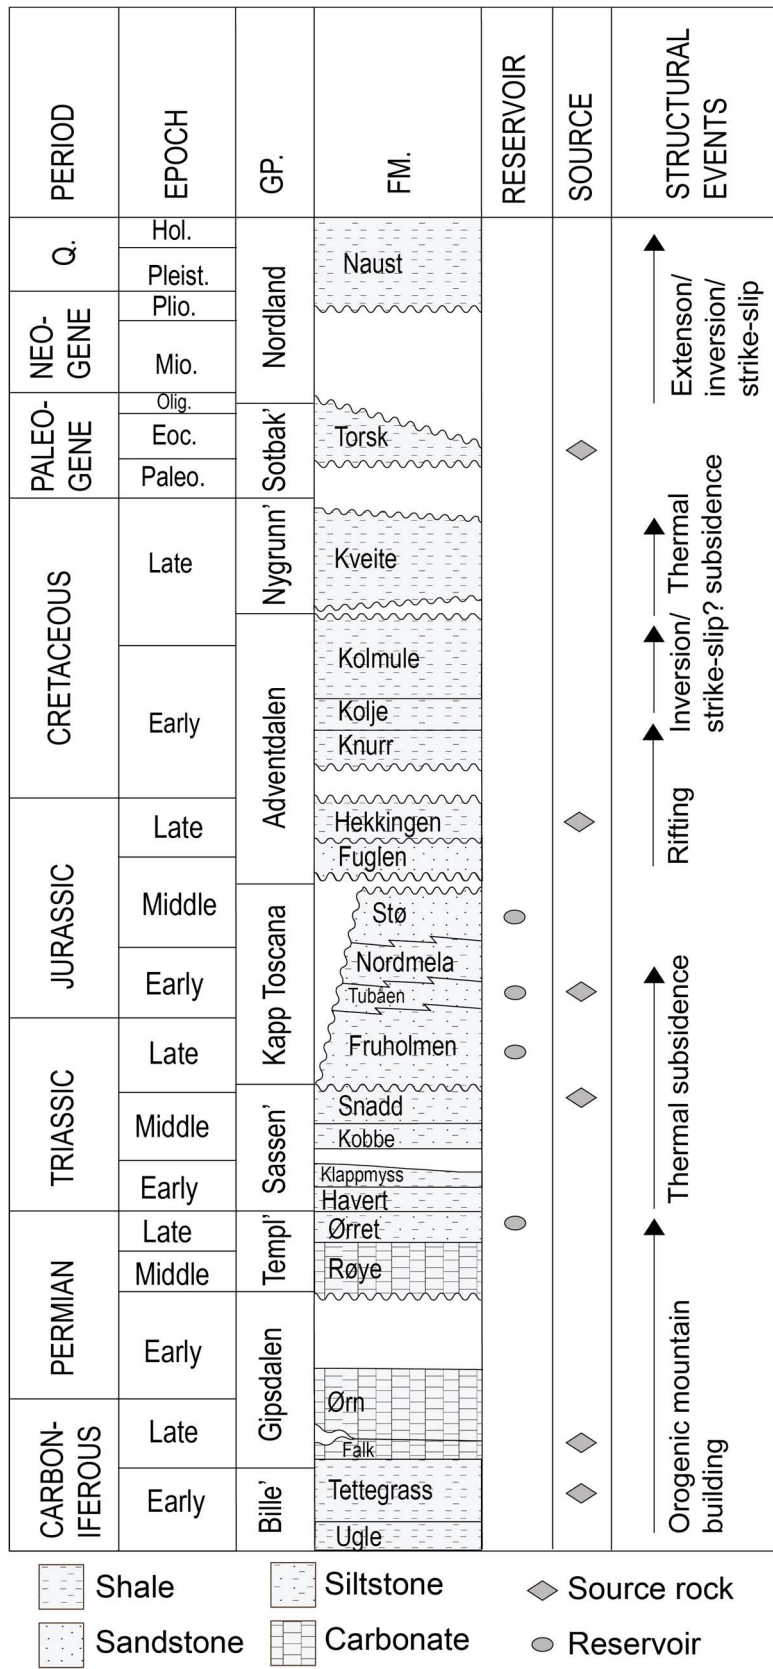 PERIOD
EPOCH
GP.
FM.
RESERVOIR
SOURCE
STRUCTURAL
EVENTS
Q.
NEO-
GENE
PALEO-
GENE
CRETACEOUS
JURASSIC
TRIASSIC
PERMIAN
CARBON-
IFEROUS
Hol.
Pleist.
Plio.
Mio.
Olig.
Eoc.
Paleo.
Late
Early
Late
Middle
Early
Late
Middle
Early
Late
Middle
Early
Late
Early
Nordland
Sotbak'
Nygrunn'
Adventdalen
Kapp Toscana
Sassen'
Templ'
Gipsdalen
Bille'
Naust
Torsk
Kveite
Kolmule
Kolje
Knurr
Hekkingen
Fuglen
Stø
Nordmela
Tubåen
Fruholmen
Snadd
Kobbe
Klappmyss
Havert
Ørret
Røye
Ørn
Falk
Tettegrass
Ugle
Extenson/
inversion/
strike-slip
Thermal
subsidence
Inversion/
strike-slip?
Rifting
Thermal subsidence
Orogenic mountain
building
Shale
Siltstone
Source rock
Sandstone
Carbonate
Reservoir